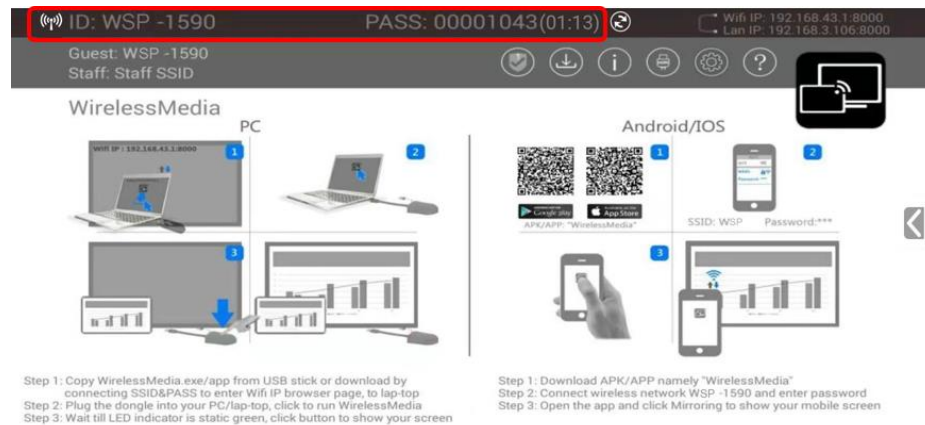 ID: WSP -1590 PASS: 00001043(01:13)
Wifi IP: 192.168.43.1:8000
Lan IP: 192.168.3.106:8000
Guest: WSP -1590
Staff: Staff SSID
WirelessMedia
PC
Wifi IP : 192.168.43.1:8000
1
2
3
Android/IOS
1
2
Google play
App Store
APK/APP: "WirelessMedia"
SSID: WSP Password:***
3
Step 1: Copy WirelessMedia.exe/app from USB stick or download by
connecting SSID&PASS to enter Wifi IP browser page, to lap-top
Step 2: Plug the dongle into your PC/lap-top, click to run WirelessMedia
Step 3: Wait till LED indicator is static green, click button to show your screen
Step 1: Download APK/APP namely "WirelessMedia"
Step 2: Connect wireless network WSP -1590 and enter password
Step 3: Open the app and click Mirroring to show your mobile screen